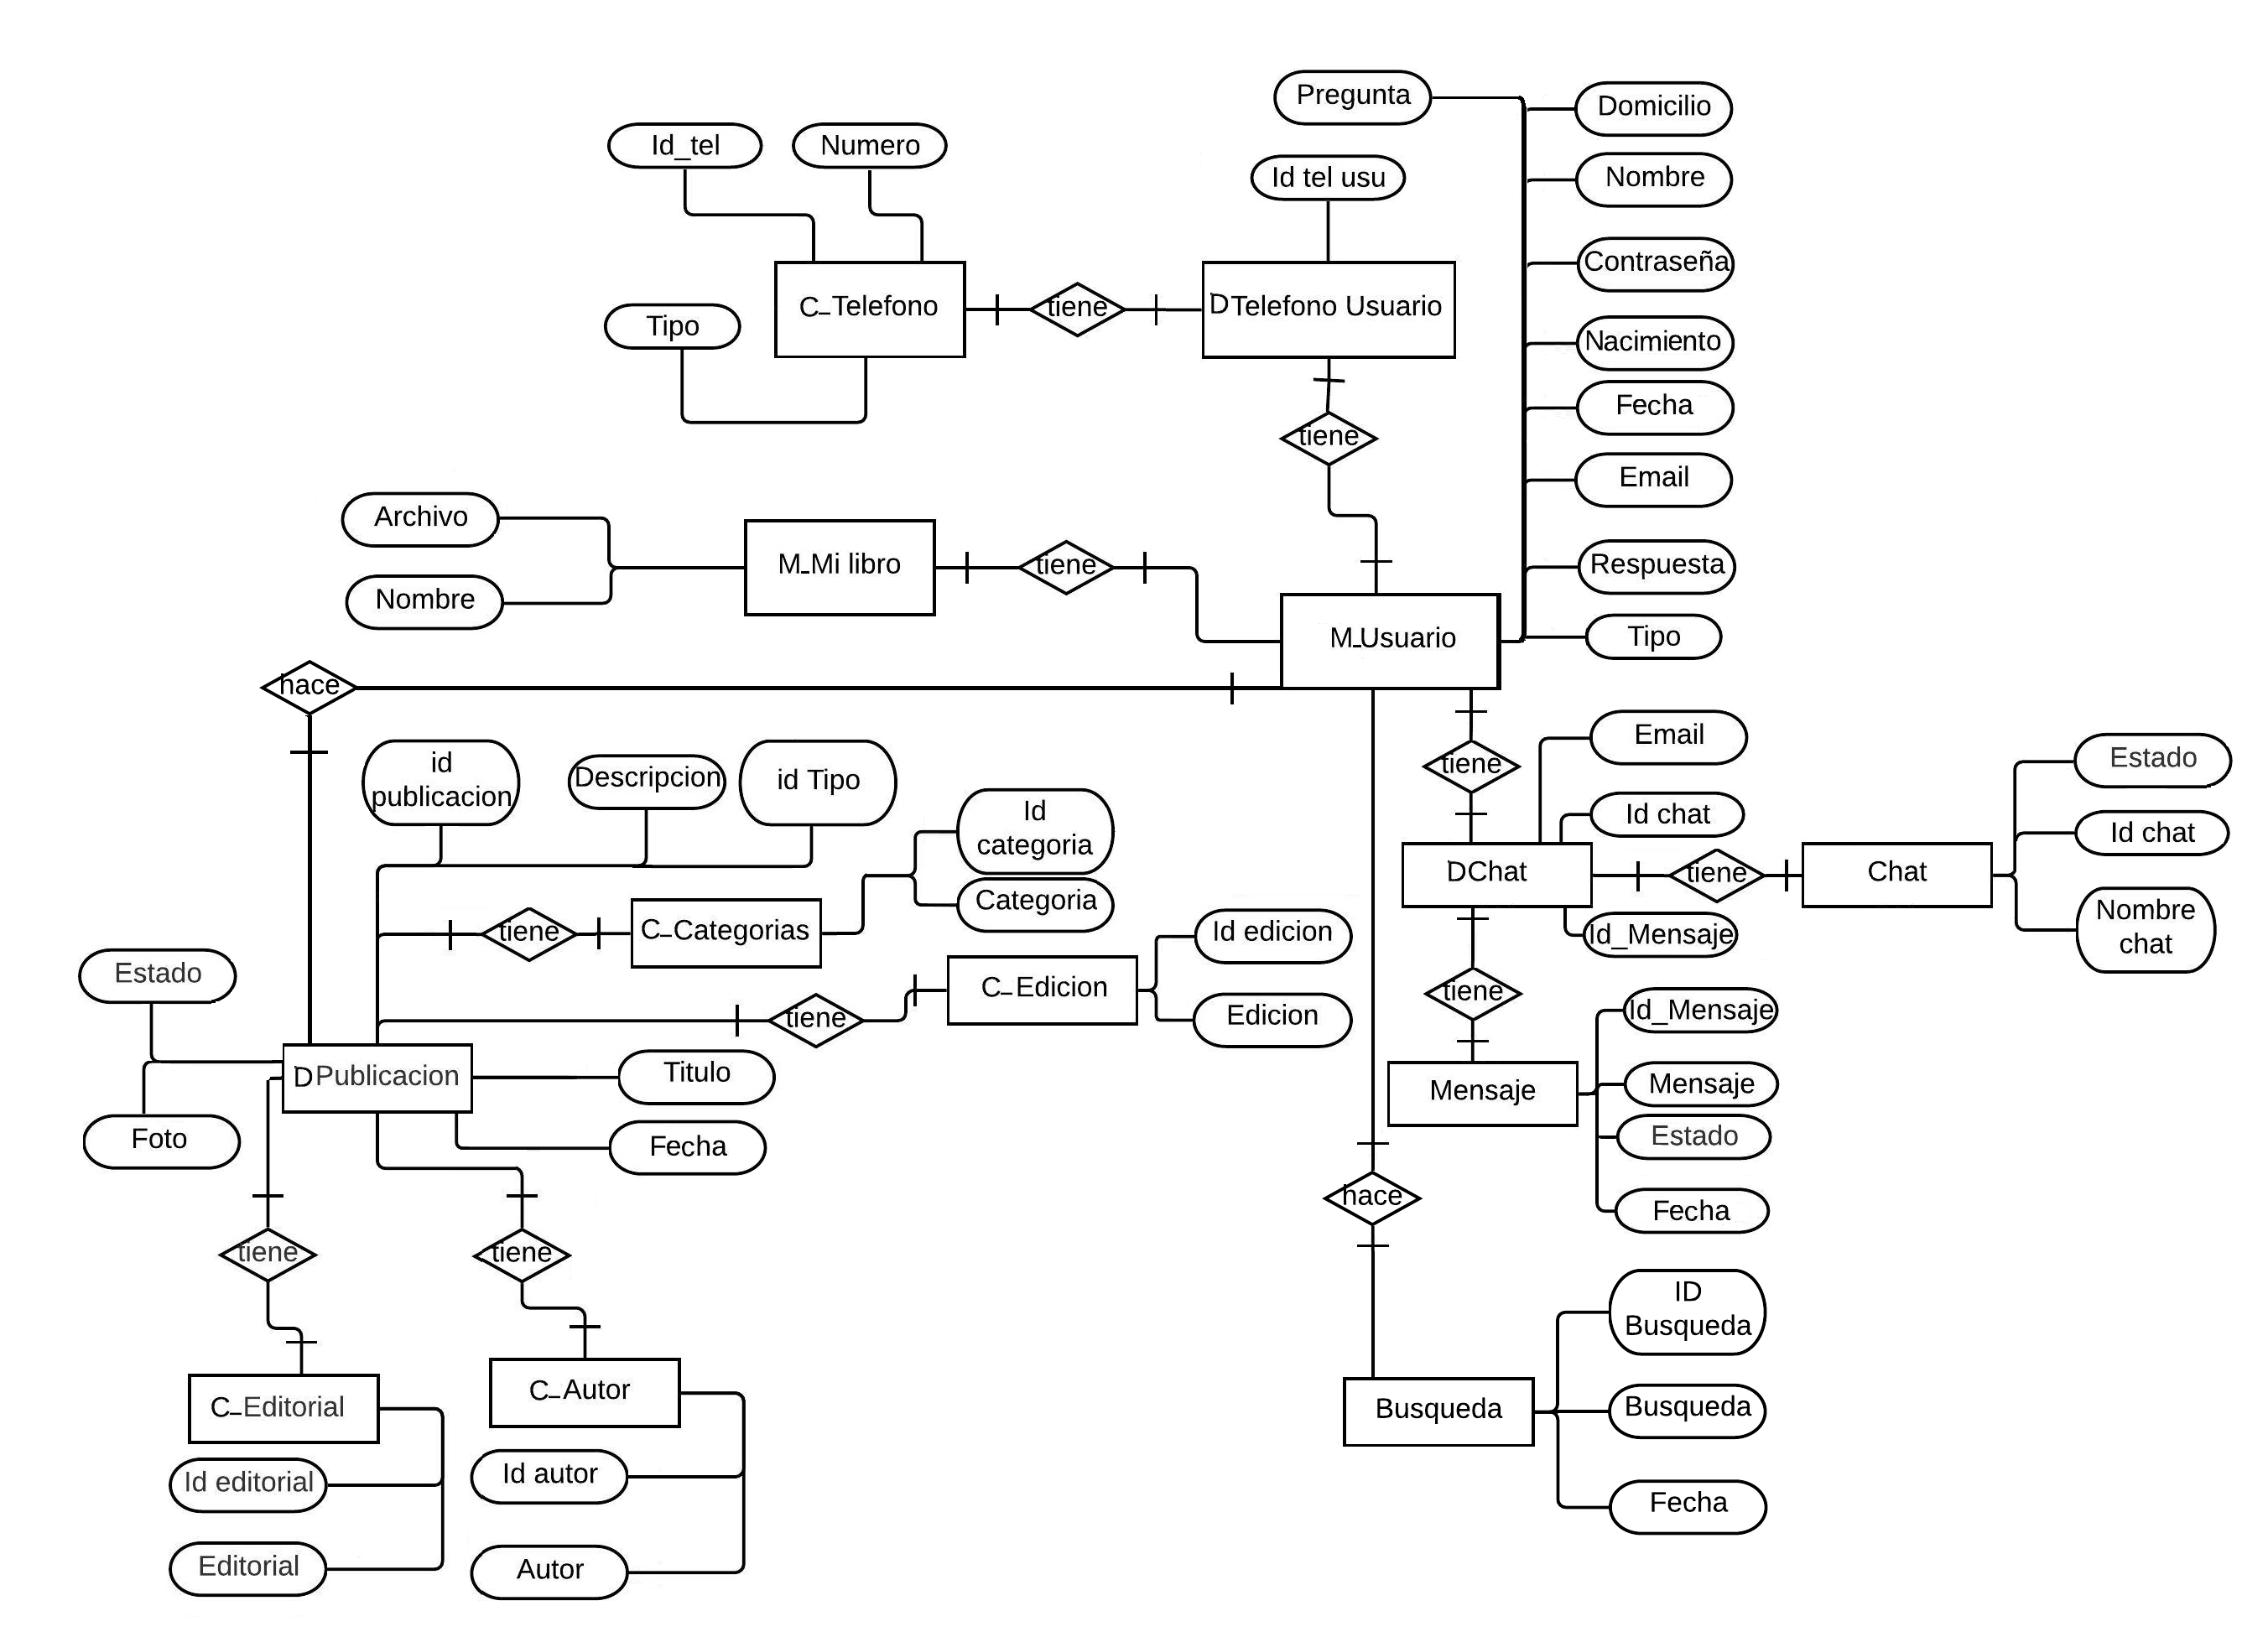 Pregunta
Domicilio
Id_tel
Numero
Nombre
Id tel usu
Contraseña
C_Telefono
tiene
DTelefono Usuario
Tipo
Nacimiento
Fecha
tiene
Email
Archivo
M_Mi libro
tiene
Respuesta
Nombre
M_Usuario
Tipo
hace
id
publicacion
Descripcion
id Tipo
tiene
Email
Estado
Id
categoria
Id chat
Id chat
DChat
tiene
Chat
Categoria
tiene
C_Categorias
Id edicion
Id_Mensaje
Nombre
chat
Estado
C_Edicion
tiene
Id_Mensaje
tiene
Edicion
DPublicacion
Titulo
Mensaje
Mensaje
Foto
Fecha
Estado
hace
Fecha
tiene
tiene
ID
Busqueda
C_Editorial
C_Autor
Busqueda
Busqueda
Id editorial
Id autor
Fecha
Editorial
Autor